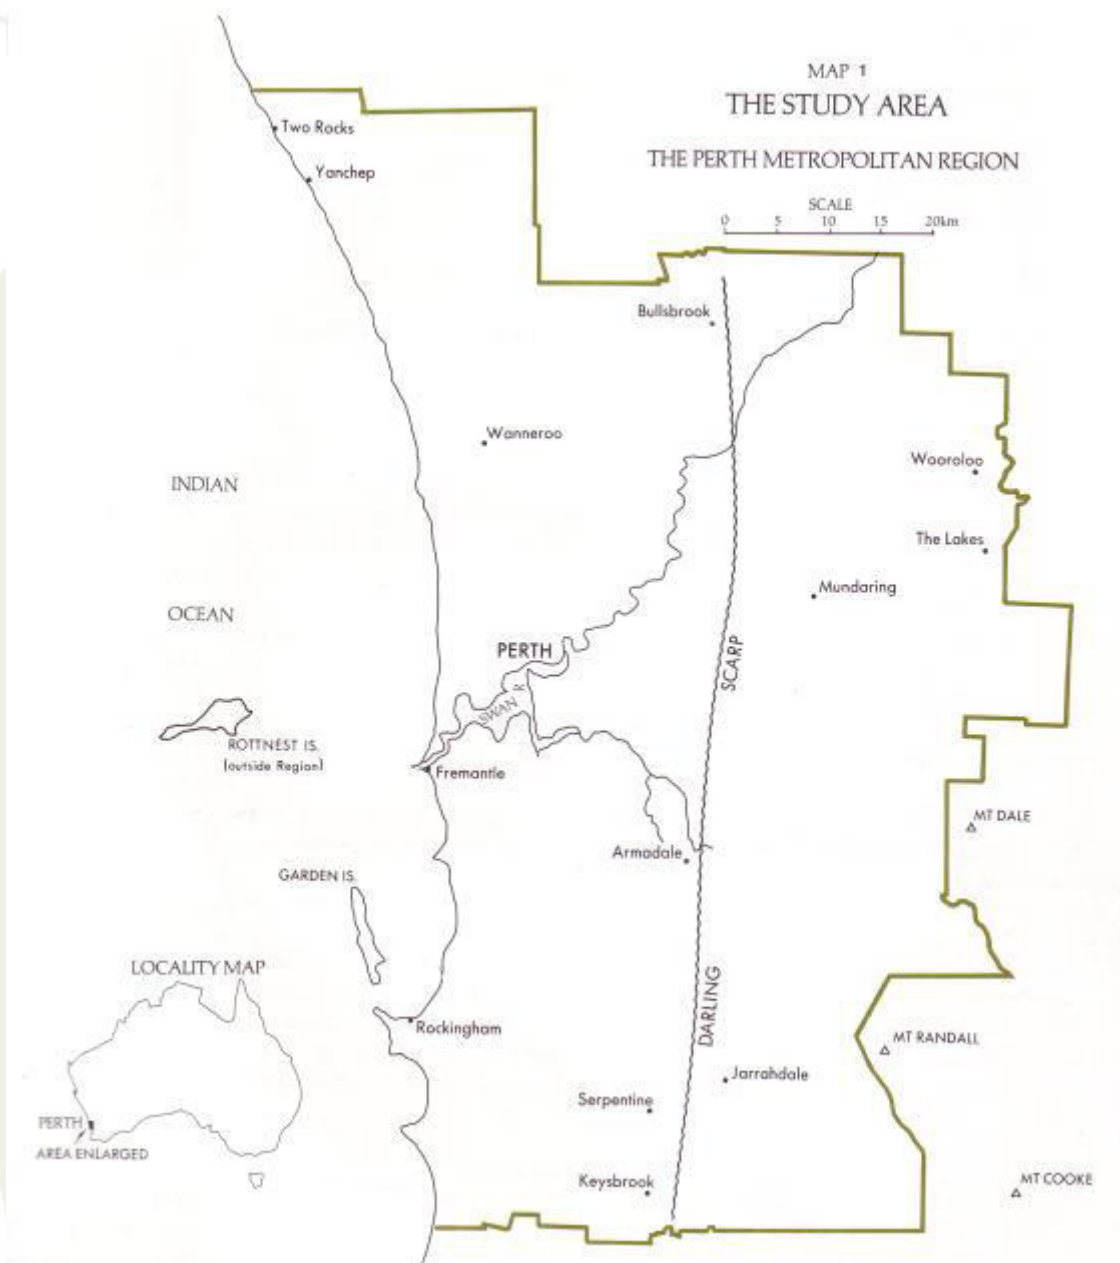 MAP 1
THE STUDY AREA
THE PERTH METROPOLITAN REGION
SCALE
0 5 10 15 20km
Two Rocks
Yanchep
Bullsbrook
Wanneroo
Wooroloo
INDIAN
The Lakes
Mundaring
OCEAN
PERTH
SCARP
SWAN R
ROTTNEST IS.
(outside Region)
Fremantle
MT DALE
Armadale
GARDEN IS.
LOCALITY MAP
DARLING
Rockingham
MT RANDALL
Jarrahdale
Serpentine
PERTH
AREA ENLARGED
Keysbrook
MT COOKE